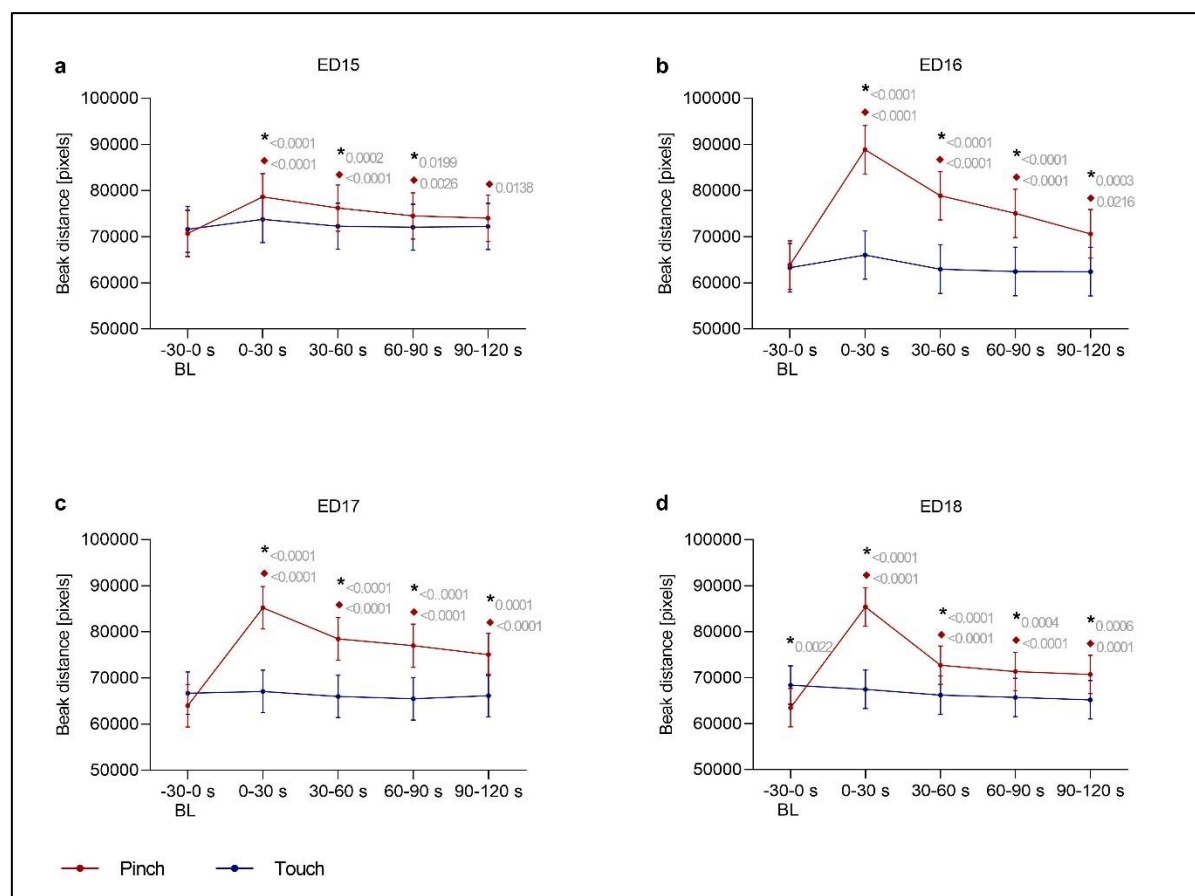 a
ED15
Beak distance [pixels]
100000
90000
80000
70000
60000
50000
* <0.0001
<0.0001
* 0.0002
<0.0001
* 0.0199
0.0026
0.0138
-30-0 s 0-30 s 30-60 s 60-90 s 90-120 s
BL
b
ED16
Beak distance [pixels]
100000
90000
80000
70000
60000
50000
* <0.0001
<0.0001
* <0.0001
<0.0001
* <0.0001
<0.0001
* 0.0003
0.0216
-30-0 s 0-30 s 30-60 s 60-90 s 90-120 s
BL
c
ED17
Beak distance [pixels]
100000
90000
80000
70000
60000
50000
* <0.0001
<0.0001
* <0.0001
<0.0001
* <0..0001
<0.0001
* 0.0001
<0.0001
-30-0 s 0-30 s 30-60 s 60-90 s 90-120 s
BL
d
ED18
Beak distance [pixels]
100000
90000
80000
70000
60000
50000
* 0.0022
* <0.0001
<0.0001
* <0.0001
<0.0001
* 0.0004
<0.0001
* 0.0006
0.0001
-30-0 s 0-30 s 30-60 s 60-90 s 90-120 s
BL
Pinch Touch